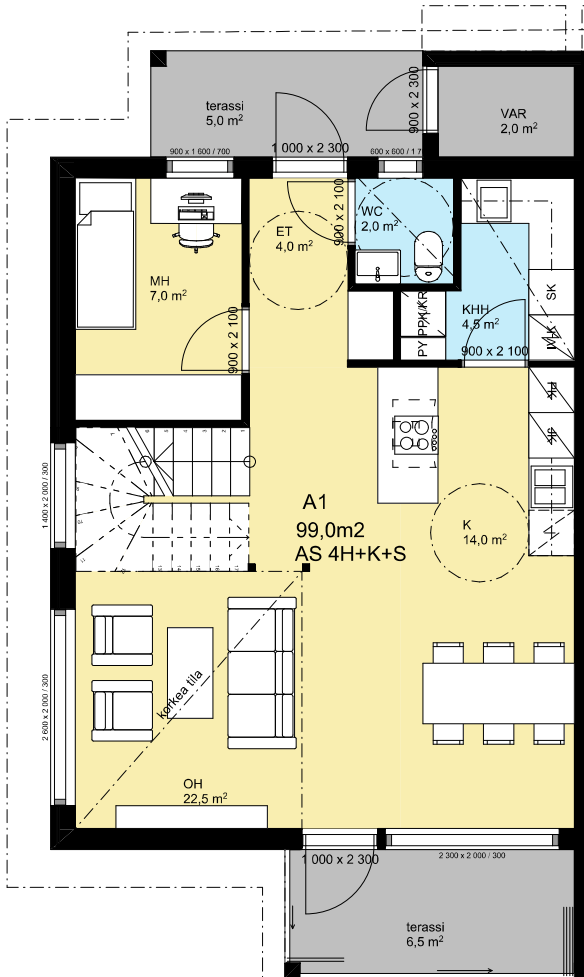 terassi
5,0 m²
VAR
2,0 m²
900 x 2 300
900 x 1 600 / 700
1 000 x 2 300
600 x 600 / 1 7
WC
2,0 m²
900 x 2 100
ET
4,0 m²
MH
7,0 m²
SK
PPK/KR
PY
KHH
4,5 m²
900 x 2 100
900 x 2 100
1 400 x 2 000 / 300
A1
99,0m2
AS 4H+K+S
K
14,0 m²
korkea tila
2 600 x 2 000 / 300
OH
22,5 m²
1 000 x 2 300
2 300 x 2 000 / 300
terassi
6,5 m²